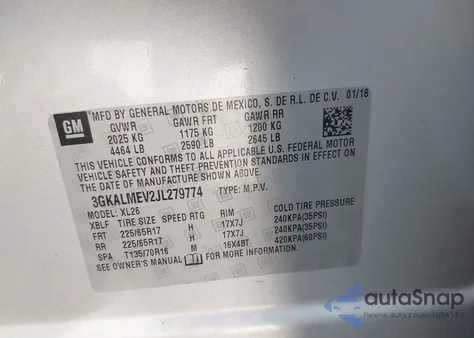 GM
MFD BY GENERAL MOTORS DE MEXICO, S. DE R.L. DE C.V. 01/18
GVWR GAWR FRT GAWR RR
2025 KG 1175 KG 1200 KG
4464 LB 2590 LB 2645 LB
THIS VEHICLE CONFORMS TO ALL APPLICABLE U.S. FEDERAL MOTOR
VEHICLE SAFETY AND THEFT PREVENTION STANDARDS IN EFFECT ON
THE DATE OF MANUFACTURE SHOWN ABOVE.
3GKALMEV2JL279774 TYPE: M.P.V.
MODEL: XL26
XBLF TIRE SIZE SPEED RTG RIM COLD TIRE PRESSURE
FRT 225/65R17 H 17X7J 240KPA(35PSI)
RR 225/65R17 H 17X7J 240KPA(35PSI)
SPA T135/70R16 M 16X4BT 420KPA(60PSI)
SEE OWNER'S MANUAL FOR MORE INFORMATION.
autoSnap
Pewne auta z USA i